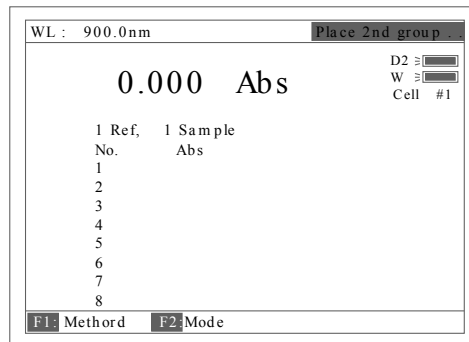 WL : 900.0nm Place 2nd group . .
D2
0.000 Abs
W
Cell #1
1 Ref, 1 Sample
No. Abs
1
2
3
4
5
6
7
8
F1: Methord F2: Mode